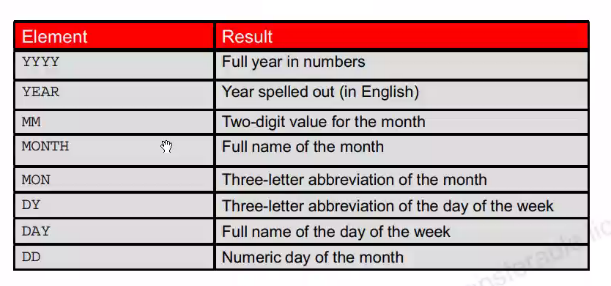 Element Result
YYYY Full year in numbers
YEAR Year spelled out (in English)
MM Two-digit value for the month
MONTH Full name of the month
MON Three-letter abbreviation of the month
DY Three-letter abbreviation of the day of the week
DAY Full name of the day of the week
DD Numeric day of the month